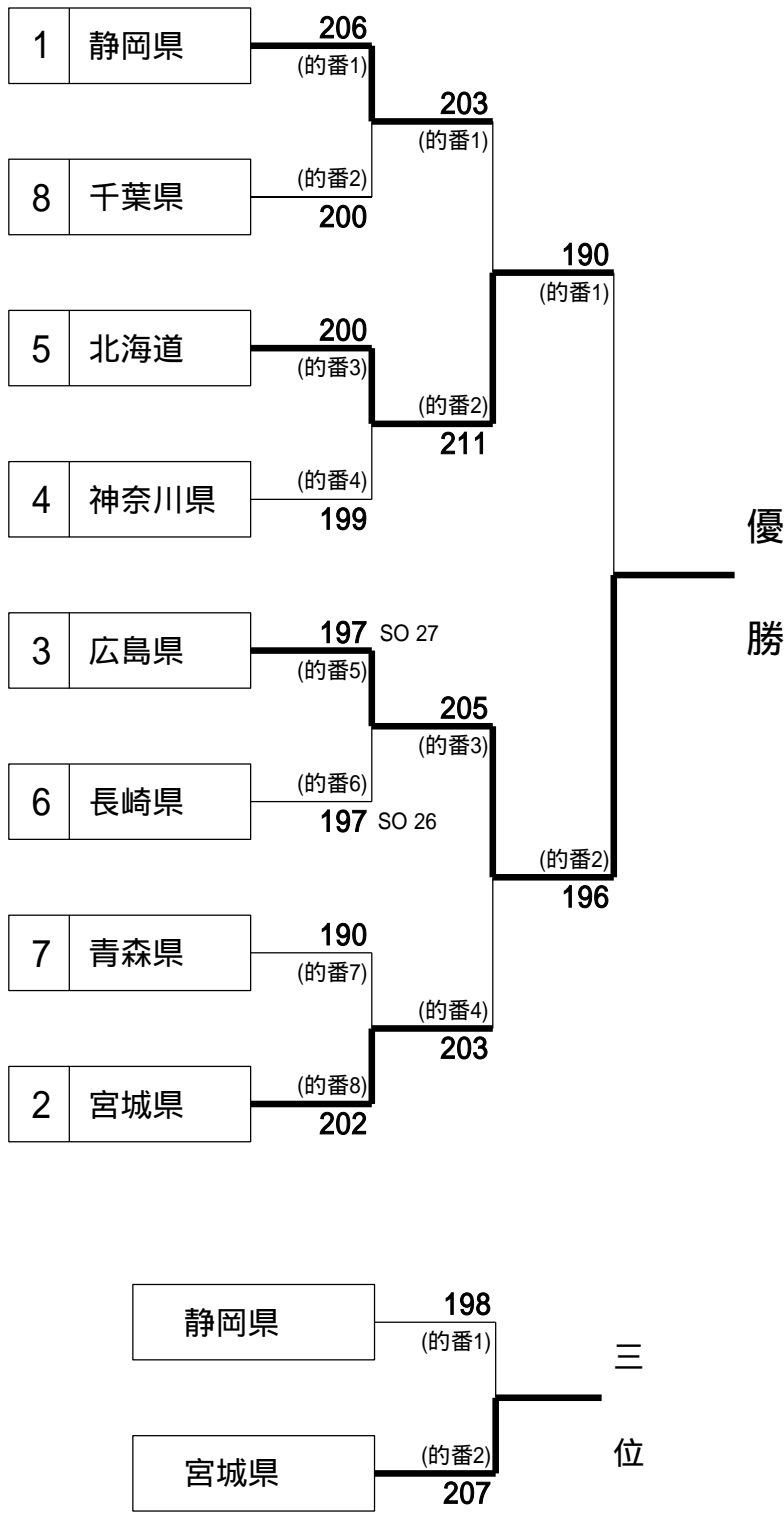 1 静岡県 206
(的番1)
203
(的番1)
(的番2)
8 千葉県
200
190
(的番1)
5 北海道 200
(的番3)
(的番2)
211
(的番4)
4 神奈川県
199
優
勝
3 広島県 197 SO 27
(的番5)
205
(的番3)
(的番6)
6 長崎県
197 SO 26
(的番2)
196
7 青森県 190
(的番7)
(的番4)
203
(的番8)
2 宮城県
202
静岡県 198
(的番1)
三
位
(的番2)
宮城県
207